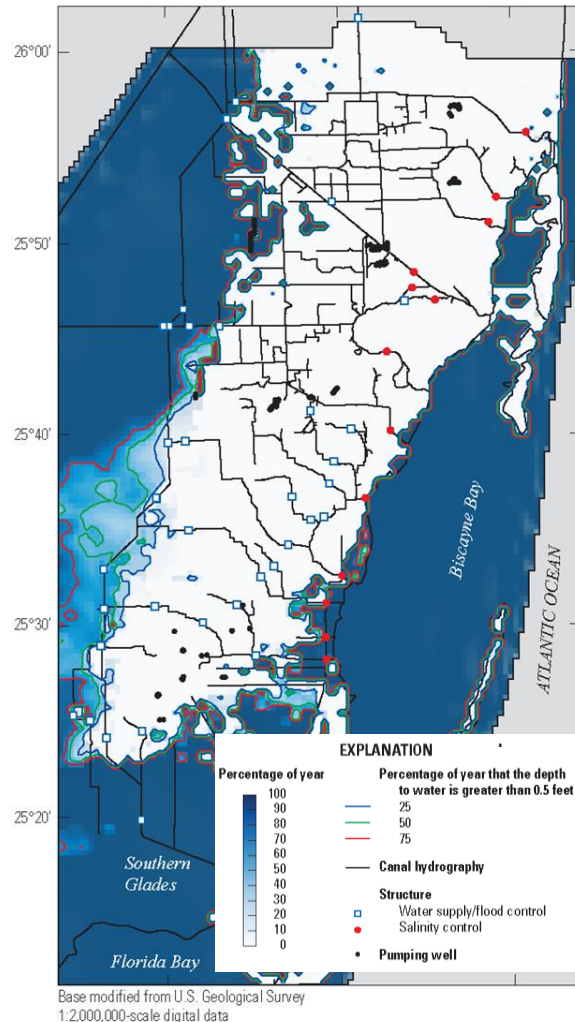 26°00´
25°50´
25°40´
25°30´
25°20´
Biscayne Bay
ATLANTIC OCEAN
Southern
Glades
Florida Bay
EXPLANATION
Percentage of year
100
90
80
70
60
50
40
30
20
10
0
Percentage of year that the depth
to water is greater than 0.5 feet
25
50
75
Canal hydrography
Structure
Water supply/flood control
Salinity control
Pumping well
Base modified from U.S. Geological Survey
1:2,000,000-scale digital data